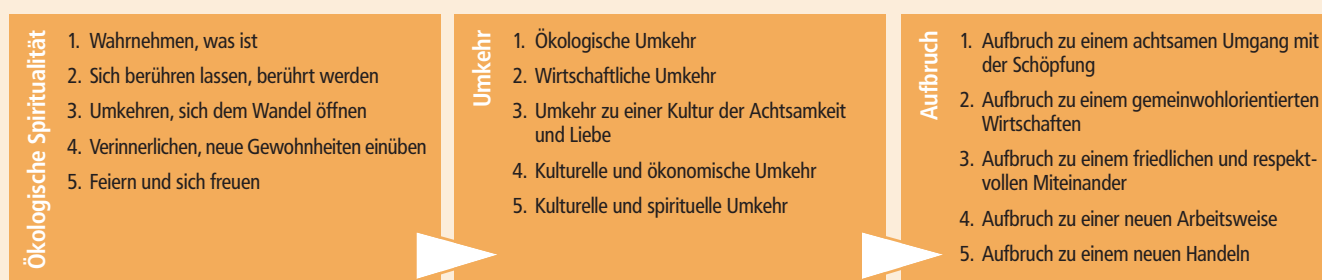 Ökologische Spiritualität
1. Wahrnehmen, was ist
2. Sich berühren lassen, berührt werden
3. Umkehren, sich dem Wandel öffnen
4. Verinnerlichen, neue Gewohnheiten einüben
5. Feiern und sich freuen
Umkehr
1. Ökologische Umkehr
2. Wirtschaftliche Umkehr
3. Umkehr zu einer Kultur der Achtsamkeit
und Liebe
4. Kulturelle und ökonomische Umkehr
5. Kulturelle und spirituelle Umkehr
Aufbruch
1. Aufbruch zu einem achtsamen Umgang mit
der Schöpfung
2. Aufbruch zu einem gemeinwohlorientierten
Wirtschaften
3. Aufbruch zu einem friedlichen und respekt-
vollen Miteinander
4. Aufbruch zu einer neuen Arbeitsweise
5. Aufbruch zu einem neuen Handeln